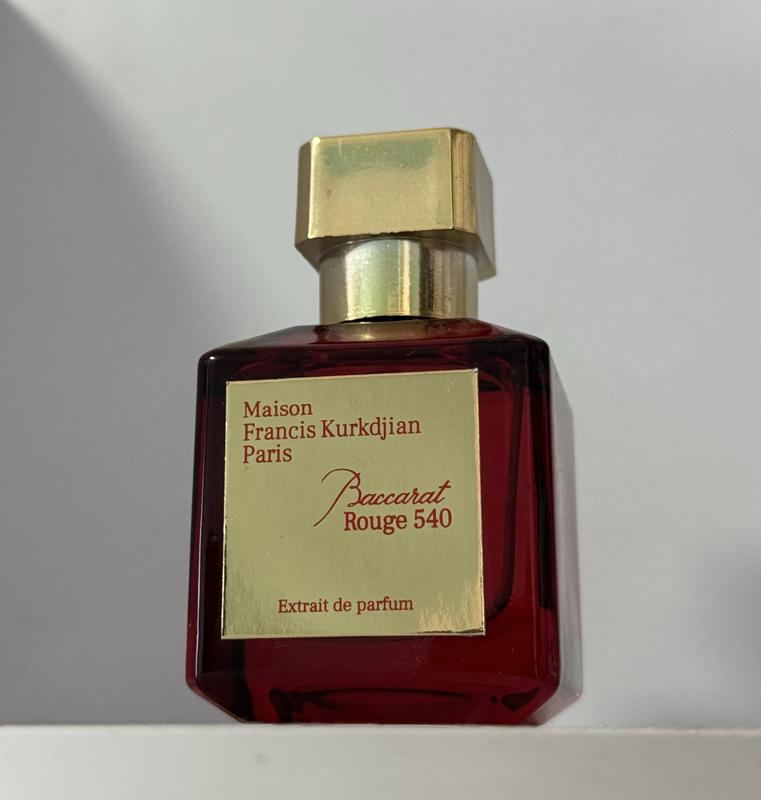 Maison
Francis Kurkdjian
Paris
Baccarat
Rouge 540
Extrait de parfum